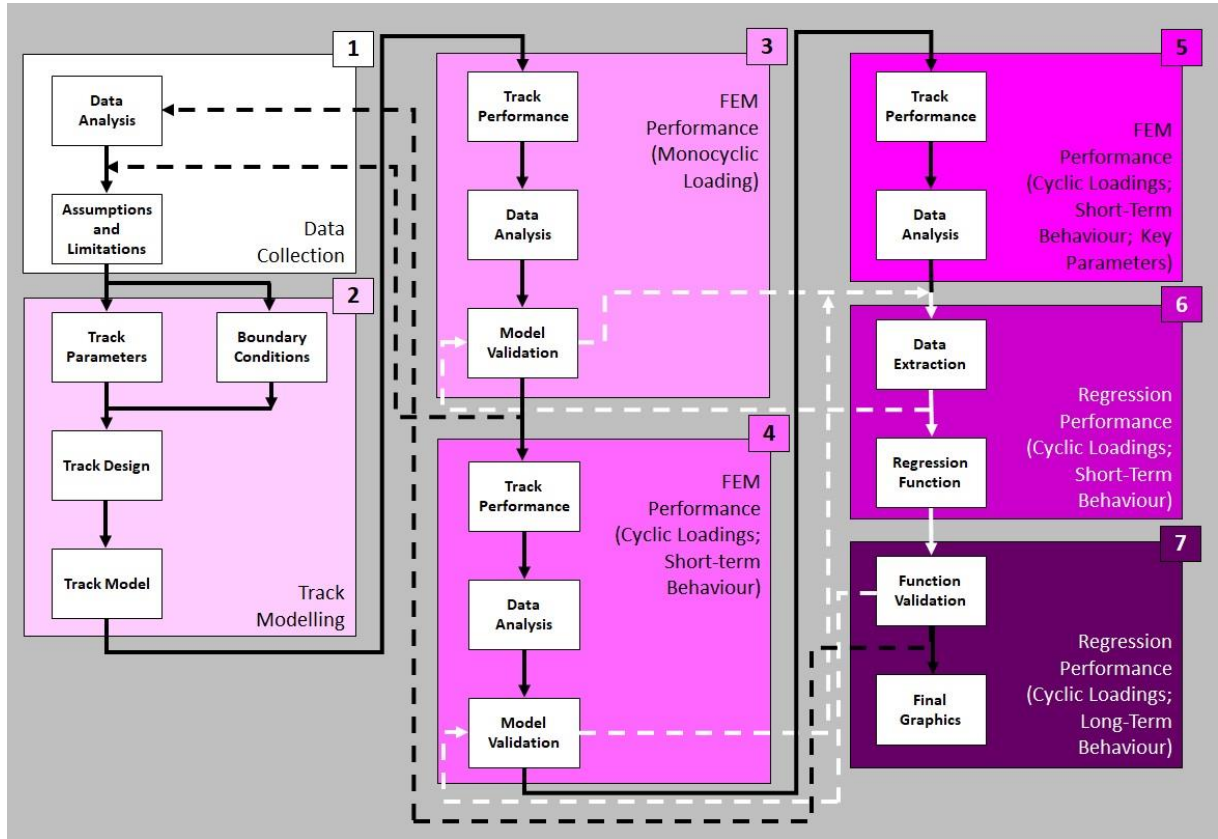 1
Data
Analysis
Assumptions
and
Limitations
Data
Collection
2
Track
Parameters
Boundary
Conditions
Track Design
Track Model
Track
Modelling
3
Track
Performance
Data
Analysis
Model
Validation
FEM
Performance
(Monocyclic
Loading)
4
Track
Performance
Data
Analysis
Model
Validation
FEM
Performance
(Cyclic Loadings;
Short-term
Behaviour)
5
Track
Performance
Data
Analysis
FEM
Performance
(Cyclic Loadings;
Short-Term
Behaviour; Key
Parameters)
6
Data
Extraction
Regression
Function
Regression
Performance
(Cyclic Loadings;
Short-Term
Behaviour)
7
Function
Validation
Final
Graphics
Regression
Performance
(Cyclic Loadings;
Long-Term
Behaviour)